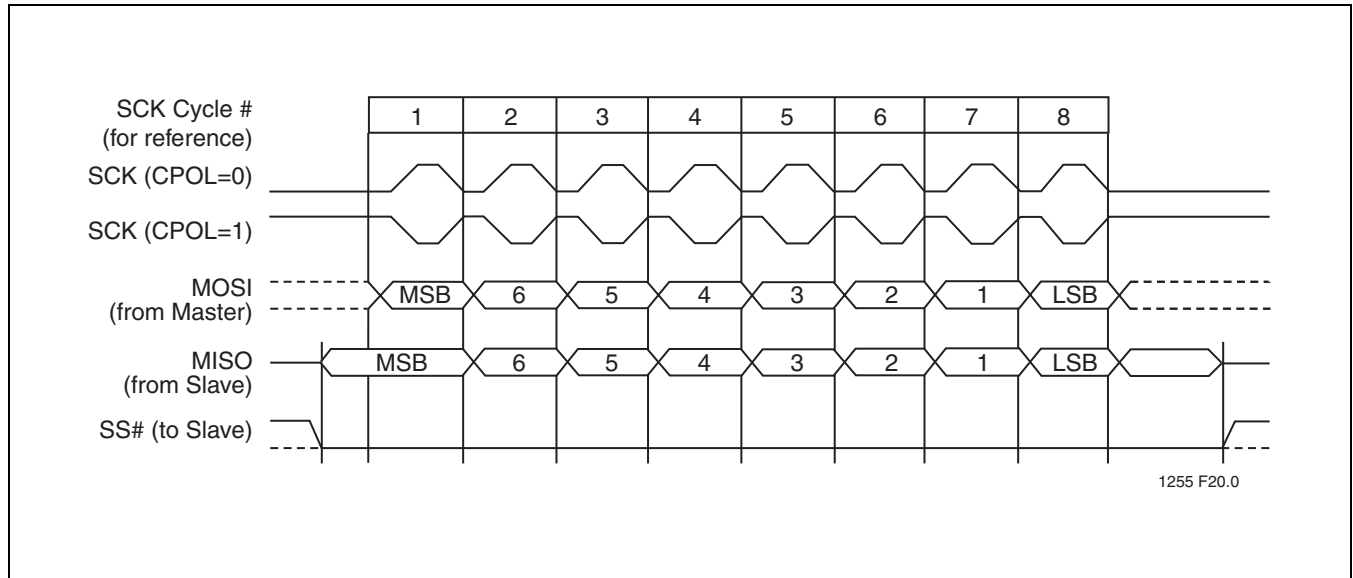 SCK Cycle #
(for reference)
1 2 3 4 5 6 7 8
SCK (CPOL=0)
SCK (CPOL=1)
MOSI
(from Master)
MSB 6 5 4 3 2 1 LSB
MISO
(from Slave)
MSB 6 5 4 3 2 1 LSB
SS# (to Slave)
1255 F20.0